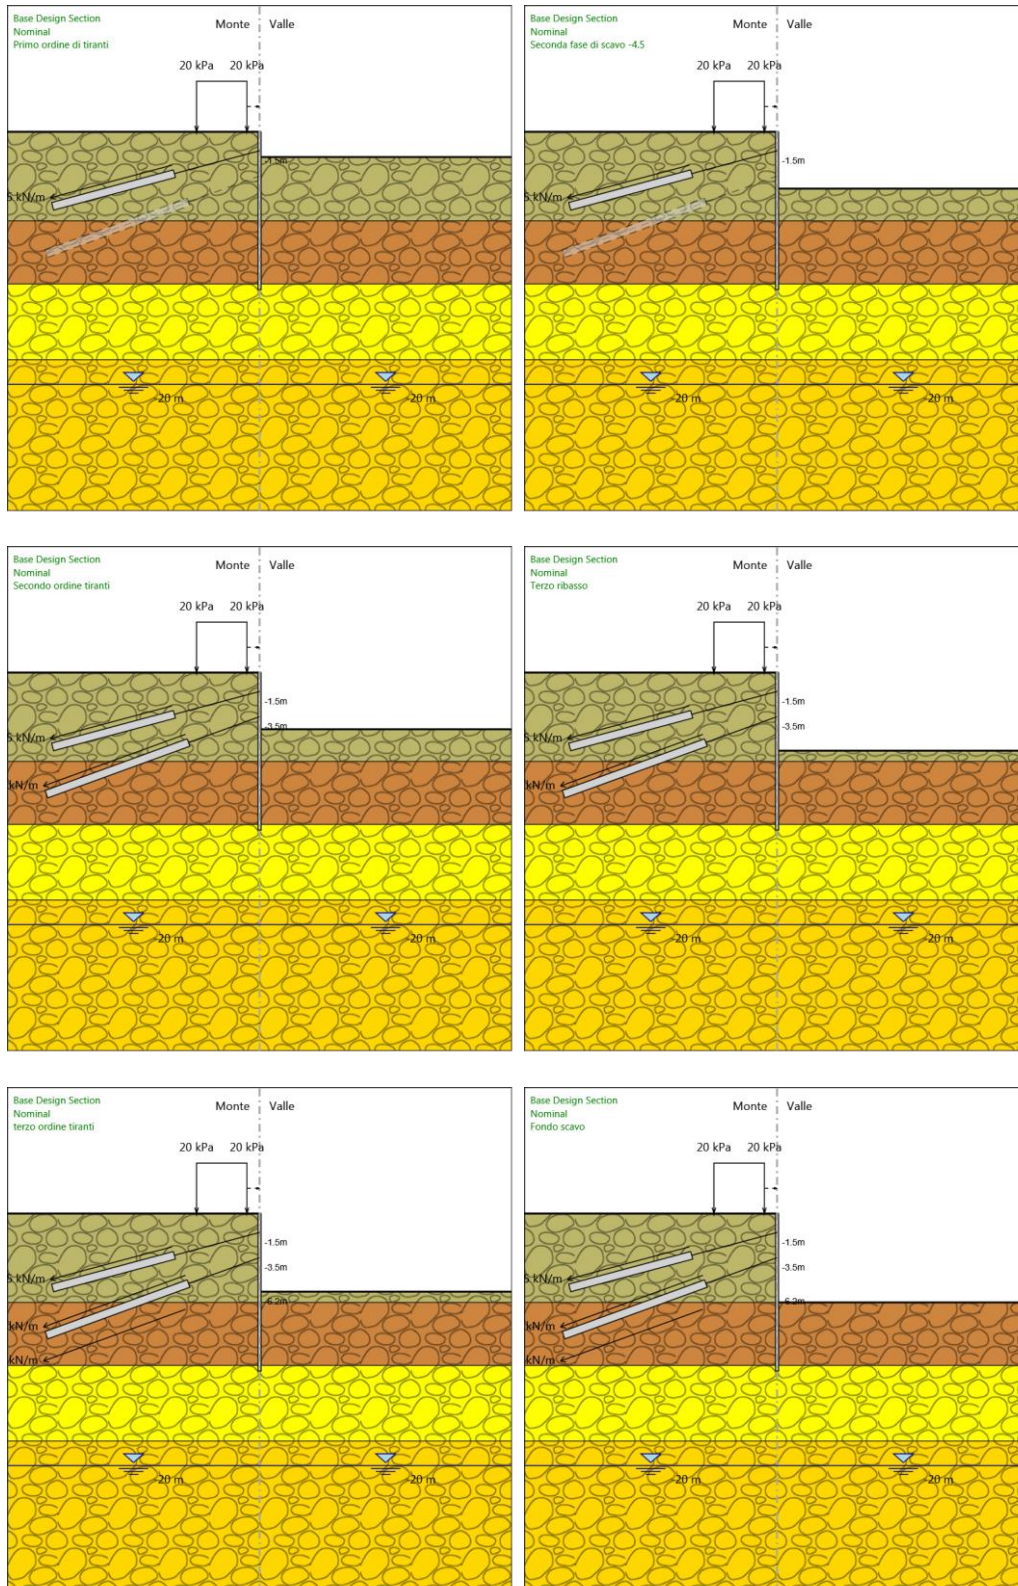 Base Design Section
Nominal
Primo ordine di tiranti
Monte
Valle
20 kPa
20 kPa
-1.5m
kN/m
-20 m
-20 m
Base Design Section
Nominal
Seconda fase di scavo -4.5
Monte
Valle
20 kPa
20 kPa
-1.5m
kN/m
-20 m
-20 m
Base Design Section
Nominal
Secondo ordine tiranti
Monte
Valle
20 kPa
20 kPa
-1.5m
-3.5m
kN/m
kN/m
-20 m
-20 m
Base Design Section
Nominal
Terzo ribasso
Monte
Valle
20 kPa
20 kPa
-1.5m
-3.5m
kN/m
kN/m
-20 m
-20 m
Base Design Section
Nominal
terzo ordine tiranti
Monte
Valle
20 kPa
20 kPa
-1.5m
-3.5m
-6.2m
kN/m
kN/m
kN/m
-20 m
-20 m
Base Design Section
Nominal
Fondo scavo
Monte
Valle
20 kPa
20 kPa
-1.5m
-3.5m
-6.2m
kN/m
kN/m
kN/m
-20 m
-20 m